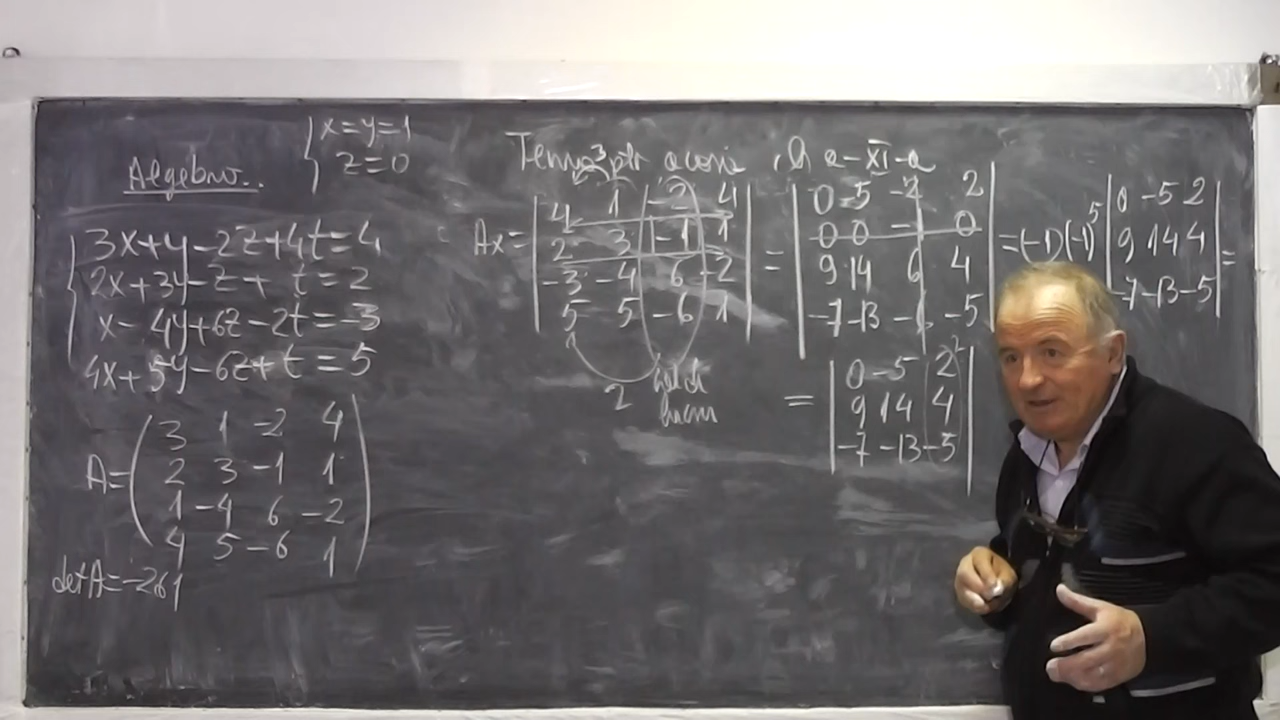 Algebra.
x=y=1
z=0
3x+y-2z+4t=4
2x+3y-z+t=2
x-4y+6z-2t=-3
4x+5y-6z+t=5
A=
3 1 -2 4
2 3 -1 1
1 -4 6 -2
4 5 -6 1
detA=-261
a-XI-a
Ax=
4 1 -2 4
2 3 -1 1
-3 -4 6 -2
5 5 -6 1
3
2
=
0 -5 -2 2
0 0 -1 0
9 14 6 4
-7 -13 -6 -5
=(-1)(-1)^5
0 -5 2
9 14 4
-7 -13 -5
=
=
0 -5 2
9 14 4
-7 -13 -5